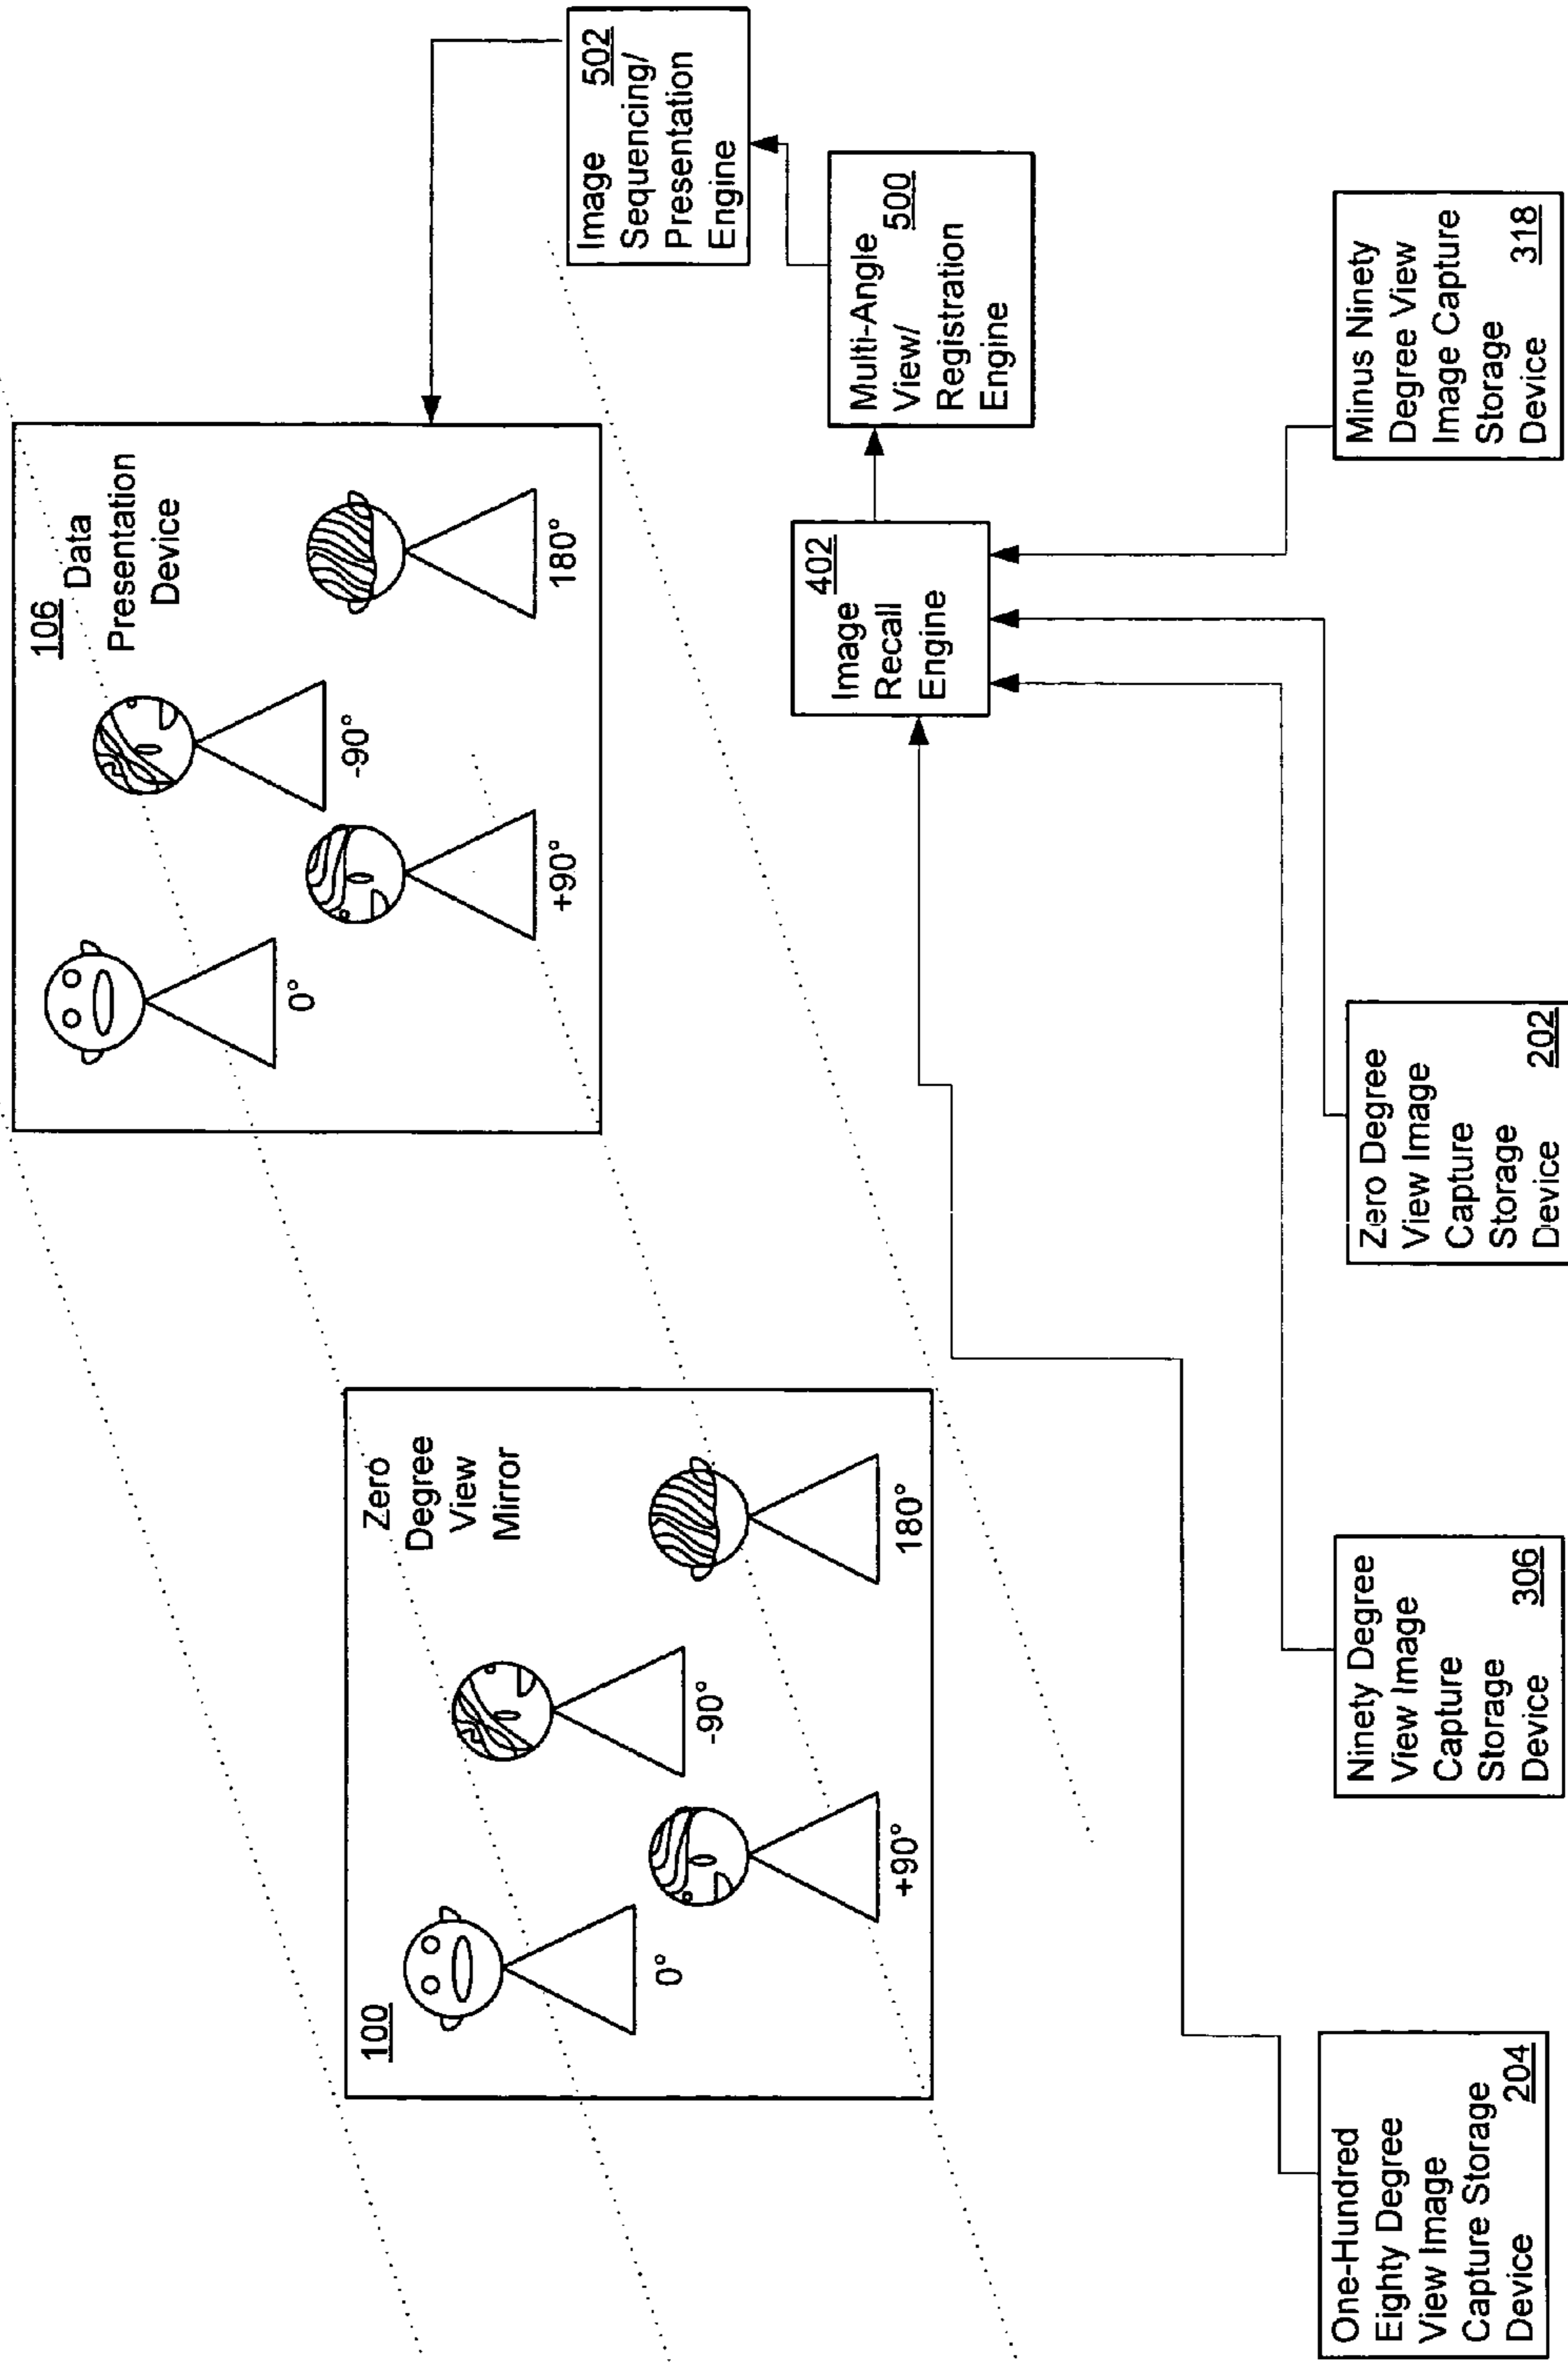 106 Data
Presentation
Device
0°
-90°
+90°
180°
100
Zero
Degree
View
Mirror
0°
-90°
+90°
180°
Image 502
Sequencing/
Presentation
Engine
Multi-Angle
View/ 500
Registration
Engine
402
Image
Recall
Engine
One-Hundred
Eighty Degree
View Image
Capture Storage
Device 204
Ninety Degree
View Image
Capture
Storage
Device 306
Zero Degree
View Image
Capture
Storage
Device 202
Minus Ninety
Degree View
Image Capture
Storage
Device 318